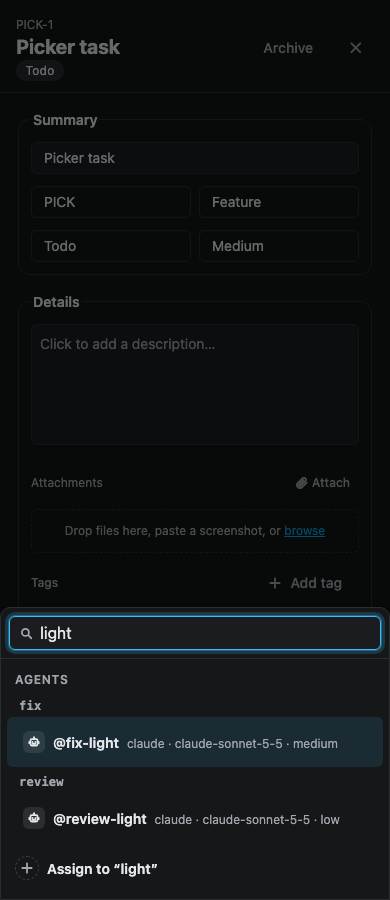 PICK-1
Picker task
Archive
Todo
Summary
Picker task
PICK
Feature
Todo
Medium
Details
Click to add a description...
Attachments
Attach
Drop files here, paste a screenshot, or browse
Tags
Add tag
light
AGENTS
fix
@fix-light claude · claude-sonnet-5-5 · medium
review
@review-light claude · claude-sonnet-5-5 · low
Assign to “light”